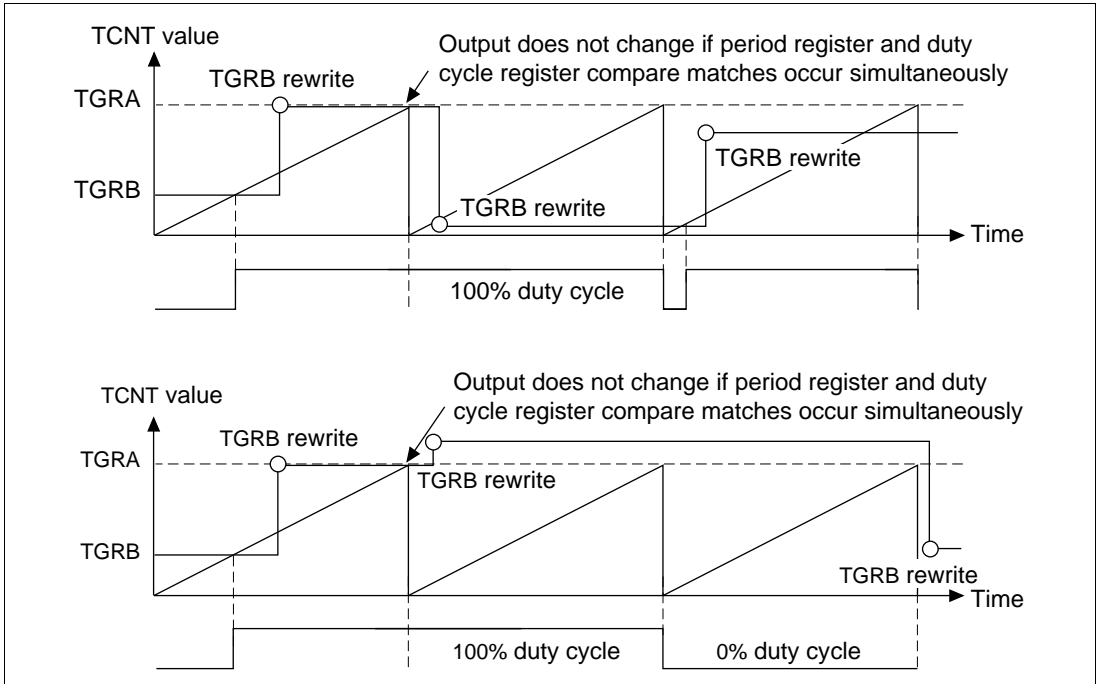 TCNT value
Output does not change if period register and duty
cycle register compare matches occur simultaneously
TGRB rewrite
TGRA
TGRB rewrite
TGRB
TGRB rewrite
Time
100% duty cycle
TCNT value
Output does not change if period register and duty
cycle register compare matches occur simultaneously
TGRB rewrite
TGRA
TGRB rewrite
TGRB
TGRB rewrite
Time
100% duty cycle
0% duty cycle